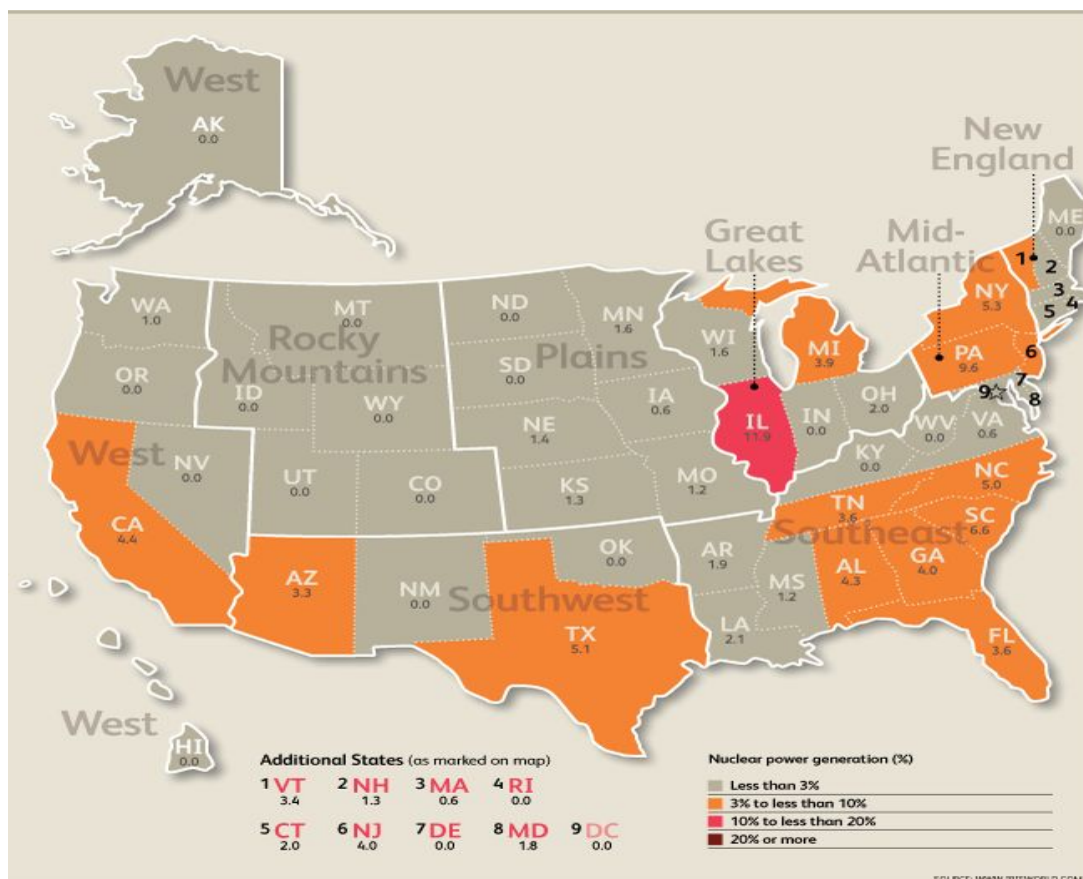 West
AK
0.0
New
England
Great
Lakes
Mid-
Atlantic
ME
0.0
1
2
3
4
5
NY
5.3
WA
1.0
MT
0.0
ND
0.0
MN
1.6
WI
1.6
MI
3.9
PA
9.6
6
7
8
9
Rocky
Mountains
Plains
OR
0.0
ID
0.0
WY
0.0
SD
0.0
IA
0.6
NE
1.4
IL
11.9
IN
0.0
OH
2.0
WV
0.0
VA
0.6
KY
0.0
West
NV
0.0
UT
0.0
CO
0.0
KS
1.3
MO
1.2
CA
4.4
TN
3.6
NC
5.0
SC
6.6
Southeast
AZ
3.3
NM
0.0
OK
0.0
AR
1.9
MS
1.2
AL
4.3
GA
4.0
Southwest
TX
5.1
LA
2.1
FL
3.6
West
HI
0.0
Additional States (as marked on map)
1 VT 2 NH 3 MA 4 RI
3.4 1.3 0.6 0.0
5 CT 6 NJ 7 DE 8 MD 9 DC
2.0 4.0 0.0 1.8 0.0
Nuclear power generation (%)
Less than 3%
3% to less than 10%
10% to less than 20%
20% or more